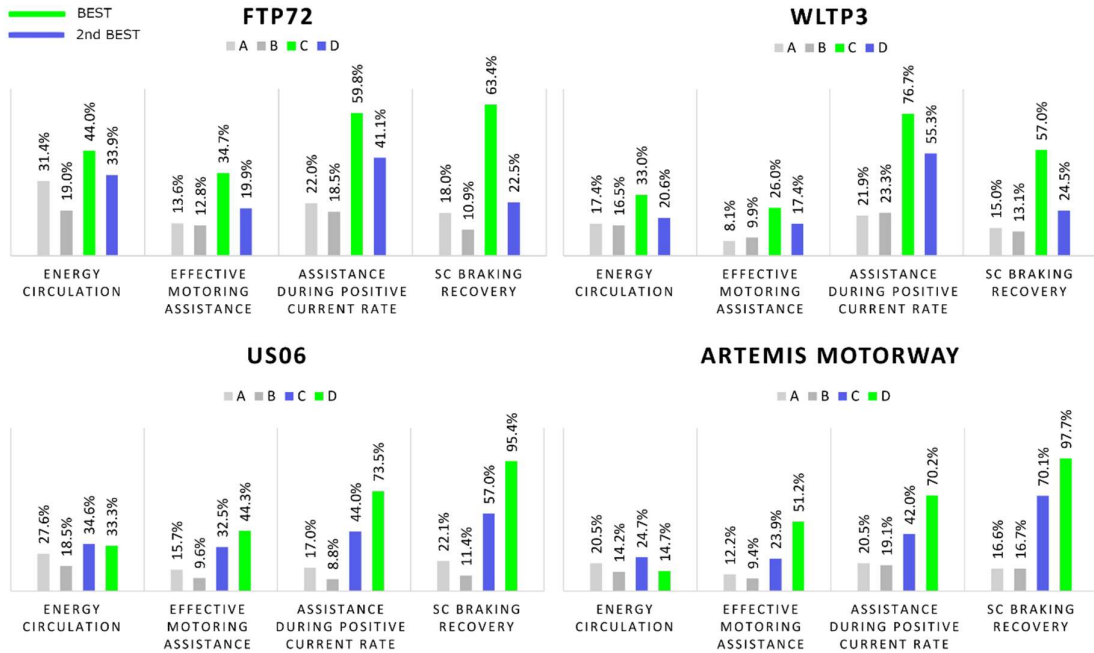 BEST
2nd BEST
FTP72
A B C D
31.4% 19.0% 44.0% 33.9%
13.6% 12.8% 34.7% 19.9%
22.0% 18.5% 59.8% 41.1%
18.0% 10.9% 63.4% 22.5%
ENERGY
CIRCULATION
EFFECTIVE
MOTORING
ASSISTANCE
ASSISTANCE
DURING POSITIVE
CURRENT RATE
SC BRAKING
RECOVERY
WLTP3
A B C D
17.4% 16.5% 33.0% 20.6%
8.1% 9.9% 26.0% 17.4%
21.9% 23.3% 76.7% 55.3%
15.0% 13.1% 57.0% 24.5%
ENERGY
CIRCULATION
EFFECTIVE
MOTORING
ASSISTANCE
ASSISTANCE
DURING POSITIVE
CURRENT RATE
SC BRAKING
RECOVERY
US06
A B C D
27.6% 18.5% 34.6% 33.3%
15.7% 9.6% 32.5% 44.3%
17.0% 8.8% 44.0% 73.5%
22.1% 11.4% 57.0% 95.4%
ENERGY
CIRCULATION
EFFECTIVE
MOTORING
ASSISTANCE
ASSISTANCE
DURING POSITIVE
CURRENT RATE
SC BRAKING
RECOVERY
ARTEMIS MOTORWAY
A B C D
20.5% 14.2% 24.7% 14.7%
12.2% 9.4% 23.9% 51.2%
20.5% 19.1% 42.0% 70.2%
16.6% 16.7% 70.1% 97.7%
ENERGY
CIRCULATION
EFFECTIVE
MOTORING
ASSISTANCE
ASSISTANCE
DURING POSITIVE
CURRENT RATE
SC BRAKING
RECOVERY